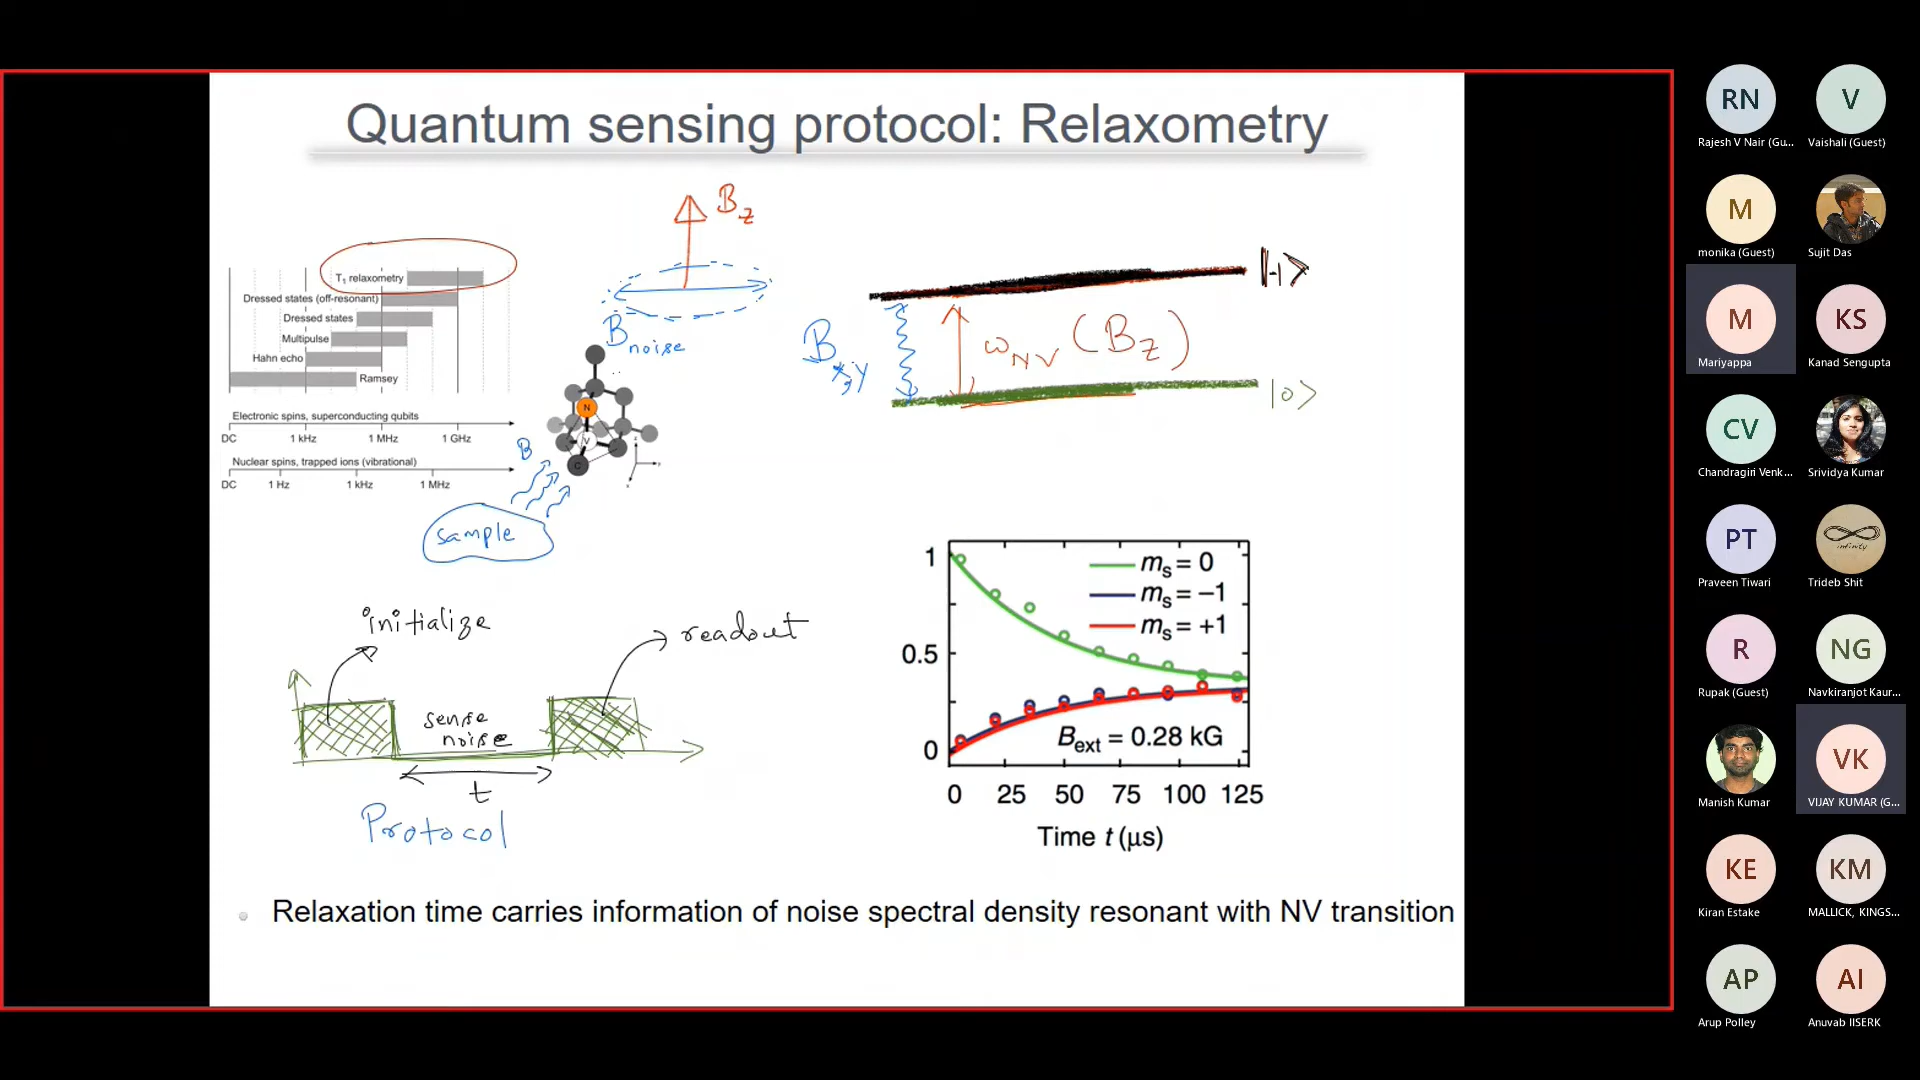 Quantum sensing protocol: Relaxometry
B_z
T₁ relaxometry
Dressed states (off-resonant)
Dressed states
Multipulse
Hahn echo
Ramsey
Electronic spins, superconducting qubits
DC 1 kHz 1 MHz 1 GHz
Nuclear spins, trapped ions (vibrational)
DC 1 Hz 1 kHz 1 MHz
B_noise
N
V
C
B
sample
|-1>
B_x,y
ω_NV (B_z)
|0>
initialize
readout
sense
noise
t
Protocol
m_s = 0
m_s = −1
m_s = +1
B_ext = 0.28 kG
1
0.5
0
0 25 50 75 100 125
Time t (μs)
Relaxation time carries information of noise spectral density resonant with NV transition
RN V
Rajesh V Nair (Gu... Vaishali (Guest)
M
monika (Guest) Sujit Das
M KS
Mariyappa Kanad Sengupta
CV
Chandragiri Venk... Srividya Kumar
PT infinity
Praveen Tiwari Trideb Shit
R NG
Rupak (Guest) Navkiranjot Kaur...
VK
Manish Kumar VIJAY KUMAR (G...
KE KM
Kiran Estake MALLICK, KINGS...
AP AI
Arup Polley Anuvab IISERK